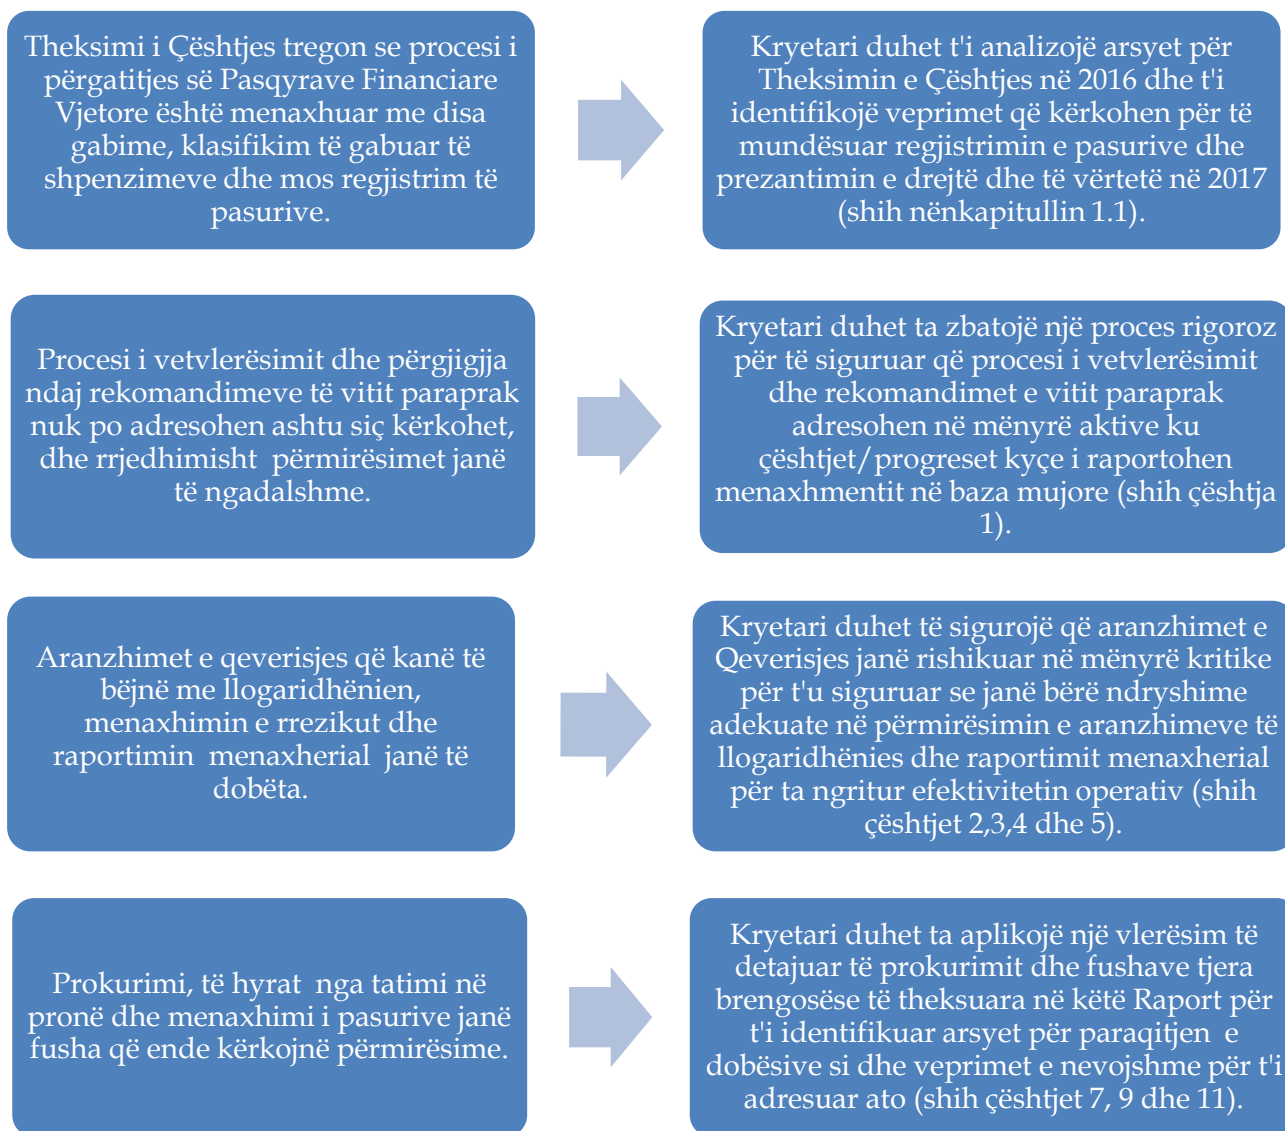 Theksimi i Çështjes tregon se procesi i
përgatitjes së Pasqyrave Financiare
Vjetore është menaxhuar me disa
gabime, klasifikim të gabuar të
shpenzimeve dhe mos regjistrim të
pasurive.
Kryetari duhet t'i analizojë arsyet për
Theksimin e Çështjes në 2016 dhe t'i
identifikojë veprimet që kërkohen për të
mundësuar regjistrimin e pasurive dhe
prezantimin e drejtë dhe të vërtetë në 2017
(shih nënkapitullin 1.1).
Procesi i vetvlerësimit dhe përgjigjja
ndaj rekomandimeve të vitit paraprak
nuk po adresohen ashtu siç kërkohet,
dhe rrjedhimisht përmirësimet janë
të ngadalshme.
Kryetari duhet ta zbatojë një proces rigoroz
për të siguruar që procesi i vetvlerësimit
dhe rekomandimet e vitit paraprak
adresohen në mënyrë aktive ku
çështjet/progreset kyçe i raportohen
menaxhmentit në baza mujore (shih çështja
1).
Aranzhimet e qeverisjes që kanë të
bëjnë me llogaridhënien,
menaxhimin e rrezikut dhe
raportimin menaxherial janë të
dobëta.
Kryetari duhet të sigurojë që aranzhimet e
Qeverisjes janë rishikuar në mënyrë kritike
për t'u siguruar se janë bërë ndryshime
adekuate në përmirësimin e aranzhimeve të
llogaridhënies dhe raportimit menaxherial
për ta ngritur efektivitetin operativ (shih
çështjet 2,3,4 dhe 5).
Prokurimi, të hyrat nga tatimi në
pronë dhe menaxhimi i pasurive janë
fusha që ende kërkojnë përmirësime.
Kryetari duhet ta aplikojë një vlerësim të
detajuar të prokurimit dhe fushave tjera
brengosëse të theksuara në këtë Raport për
t'i identifikuar arsyet për paraqitjen e
dobësive si dhe veprimet e nevojshme për t'i
adresuar ato (shih çështjet 7, 9 dhe 11).